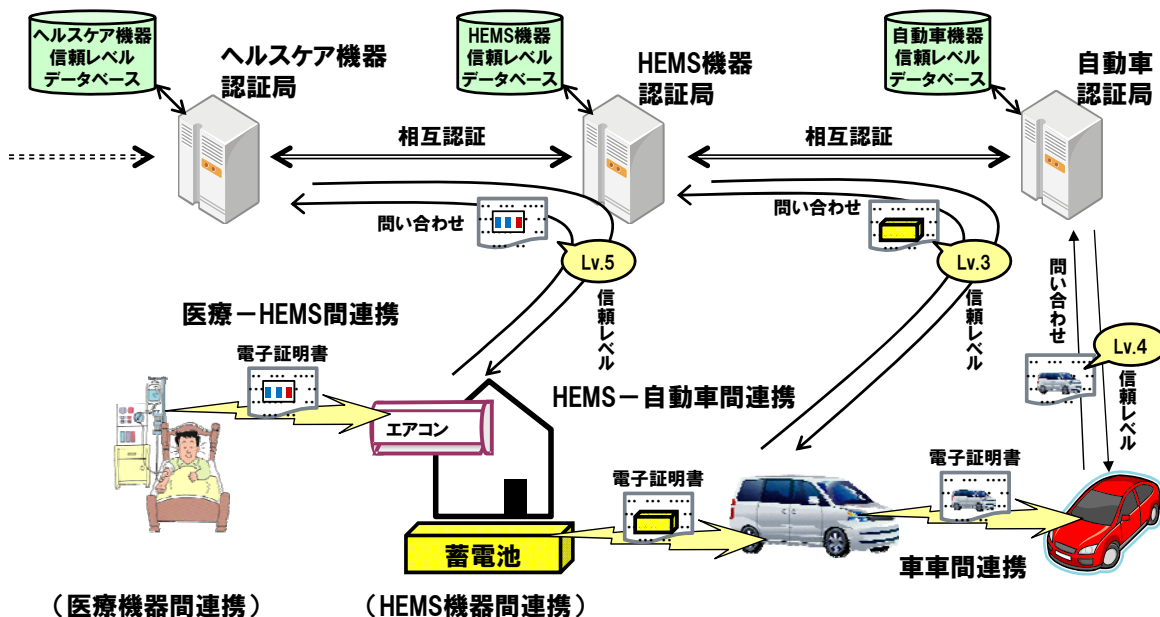 ヘルスケア機器
信頼レベル
データベース
ヘルスケア機器
認証局
HEMS機器
信頼レベル
データベース
HEMS機器
認証局
自動車機器
信頼レベル
データベース
自動車
認証局
相互認証
相互認証
問い合わせ
Lv.5
信頼レベル
問い合わせ
Lv.3
信頼レベル
問い合わせ
Lv.4
信頼レベル
医療－HEMS間連携
電子証明書
エアコン
HEMS－自動車間連携
電子証明書
電子証明書
蓄電池
車車間連携
（医療機器間連携）
（HEMS機器間連携）